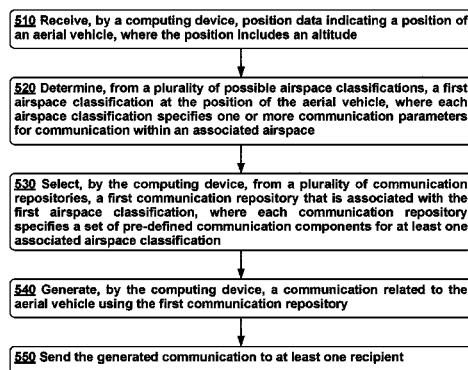 510 Receive, by a computing device, position data indicating a position of
an aerial vehicle, where the position includes an altitude
520 Determine, from a plurality of possible airspace classifications, a first
airspace classification at the position of the aerial vehicle, where each
airspace classification specifies one or more communication parameters
for communication within an associated airspace
530 Select, by the computing device, from a plurality of communication
repositories, a first communication repository that is associated with the
first airspace classification, where each communication repository
specifies a set of pre-defined communication components for at least one
associated airspace classification
540 Generate, by the computing device, a communication related to the
aerial vehicle using the first communication repository
550 Send the generated communication to at least one recipient